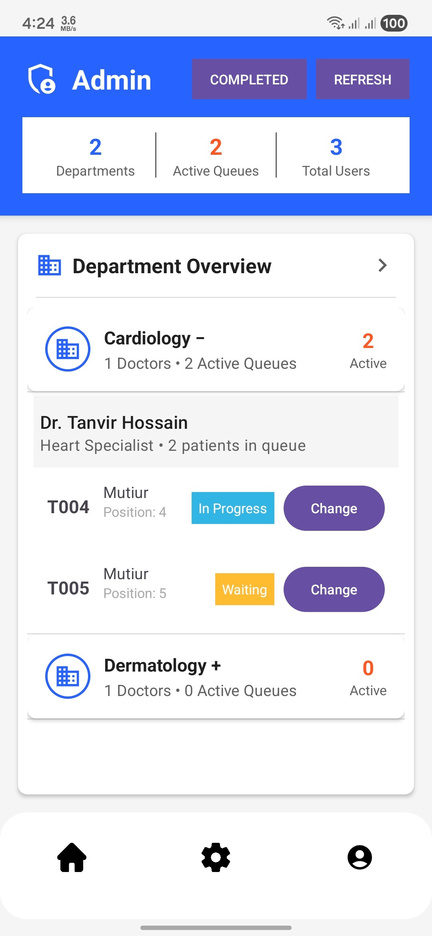 4:24 3.6 MB/s 100
Admin COMPLETED REFRESH
2 2 3
Departments Active Queues Total Users
Department Overview
Cardiology −
1 Doctors • 2 Active Queues
2
Active
Dr. Tanvir Hossain
Heart Specialist • 2 patients in queue
T004 Mutiur
Position: 4
In Progress Change
T005 Mutiur
Position: 5
Waiting Change
Dermatology +
1 Doctors • 0 Active Queues
0
Active